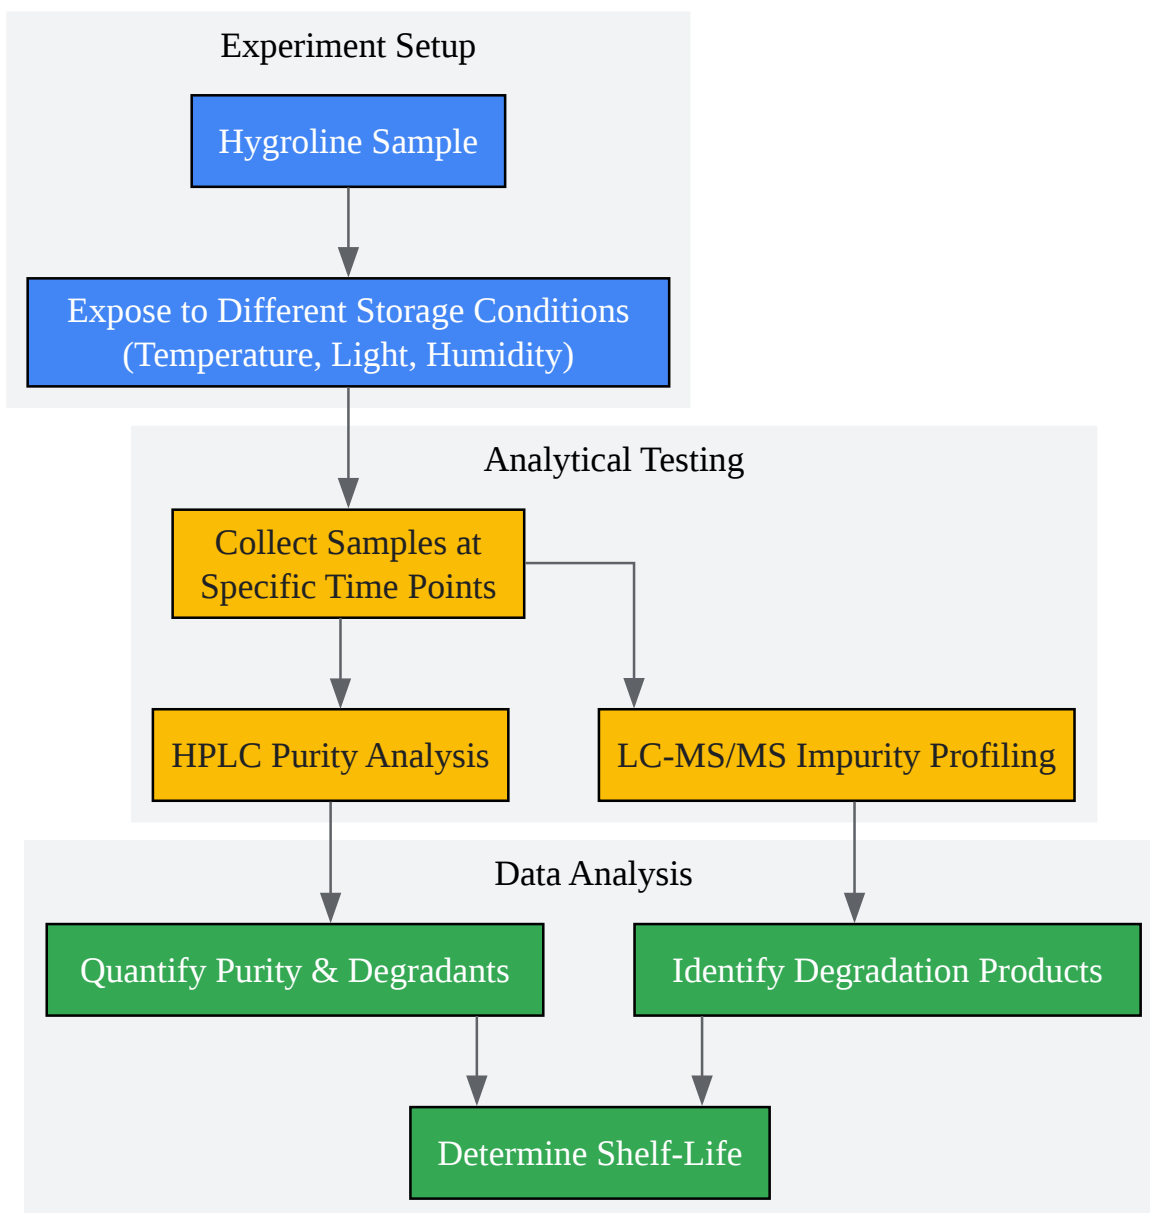 Experiment Setup
Hygroline Sample
Expose to Different Storage Conditions
(Temperature, Light, Humidity)
Analytical Testing
Collect Samples at
Specific Time Points
HPLC Purity Analysis
LC-MS/MS Impurity Profiling
Data Analysis
Quantify Purity & Degradants
Identify Degradation Products
Determine Shelf-Life